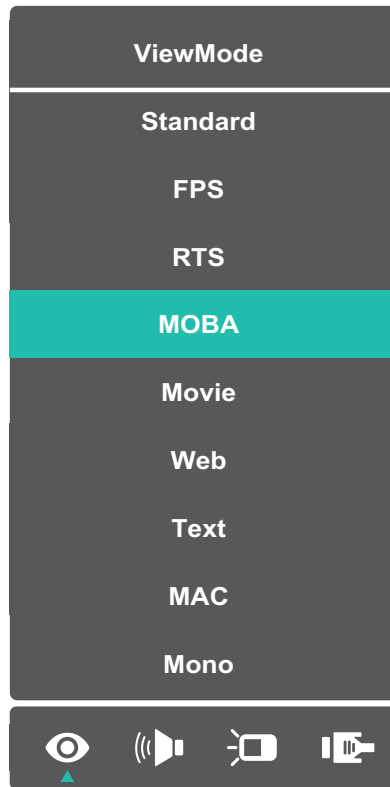 ViewMode
Standard
FPS
RTS
MOBA
Movie
Web
Text
MAC
Mono